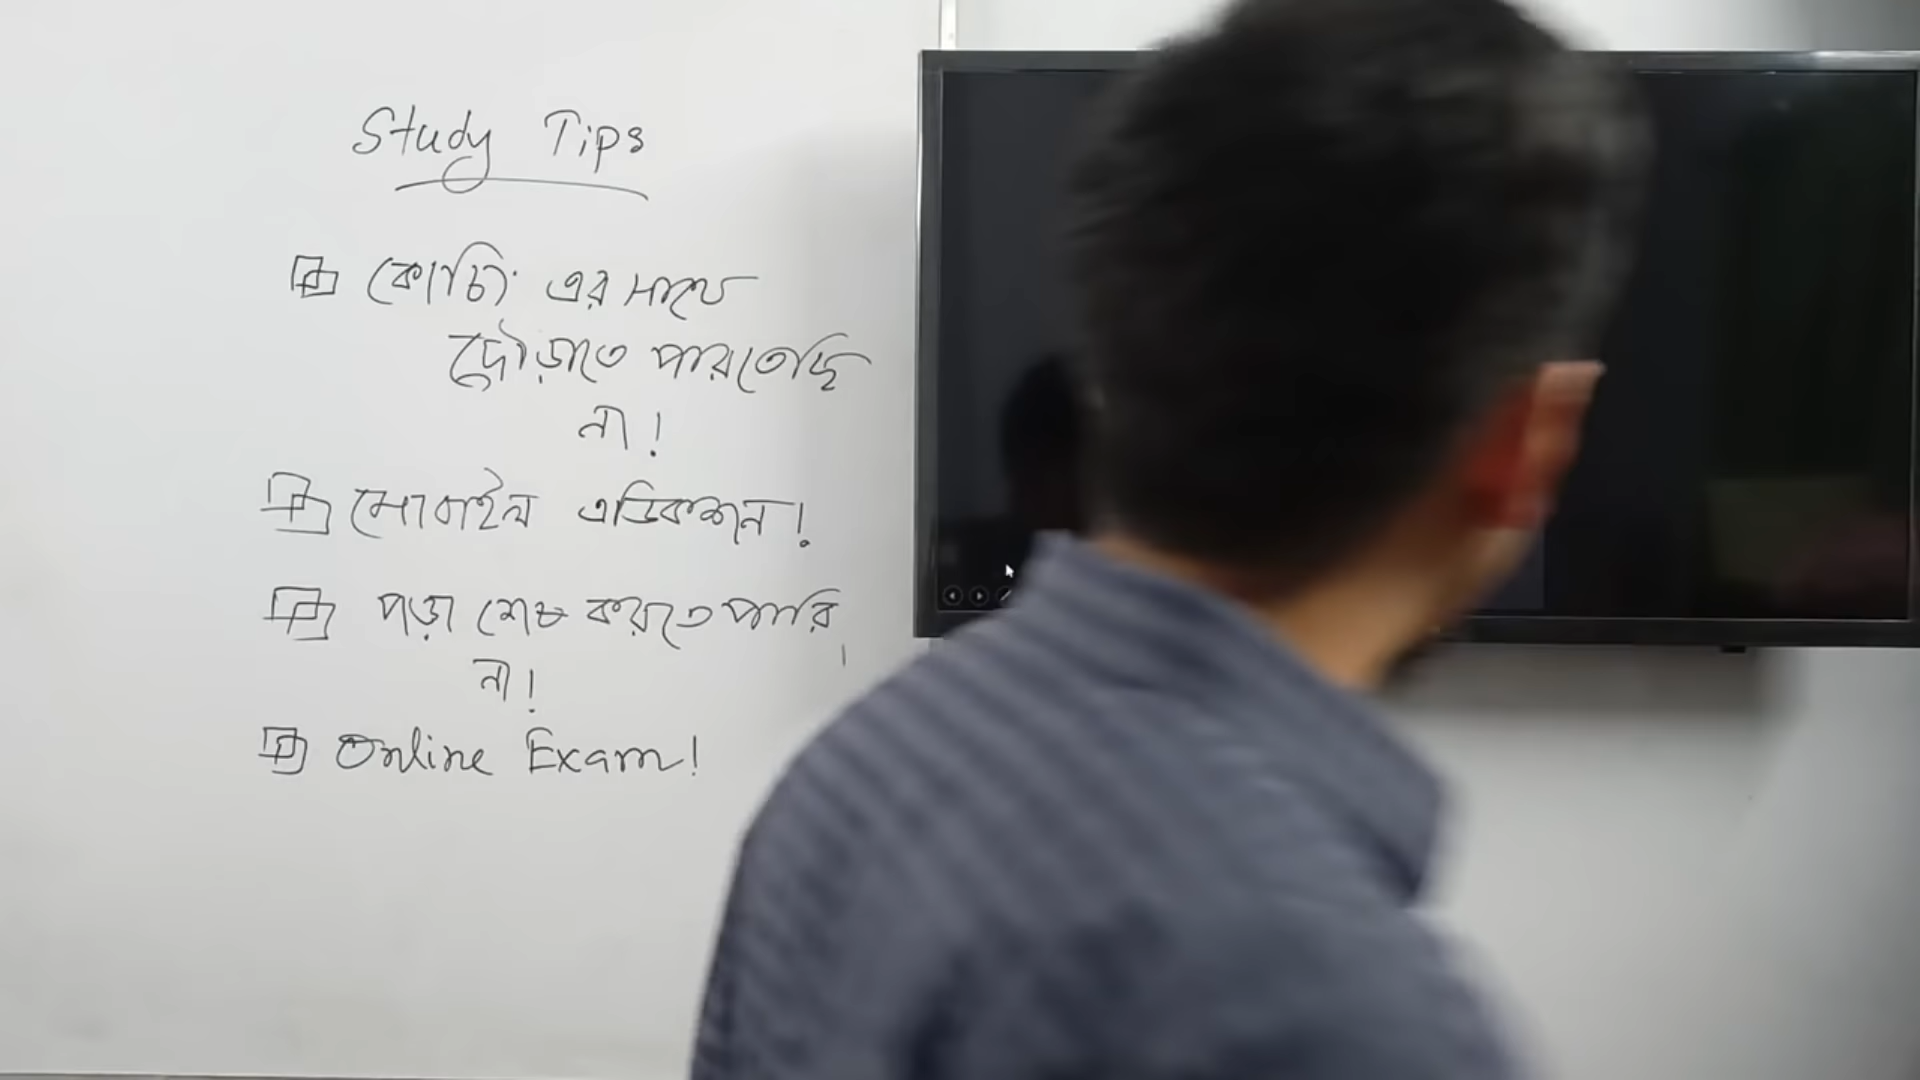 Study Tips
কোচিং এর সাথে
দৌড়াতে পারতেছি
না!
মোবাইল এডিকশন!
পড়া শেষ করতে পারি
না!
Online Exam!